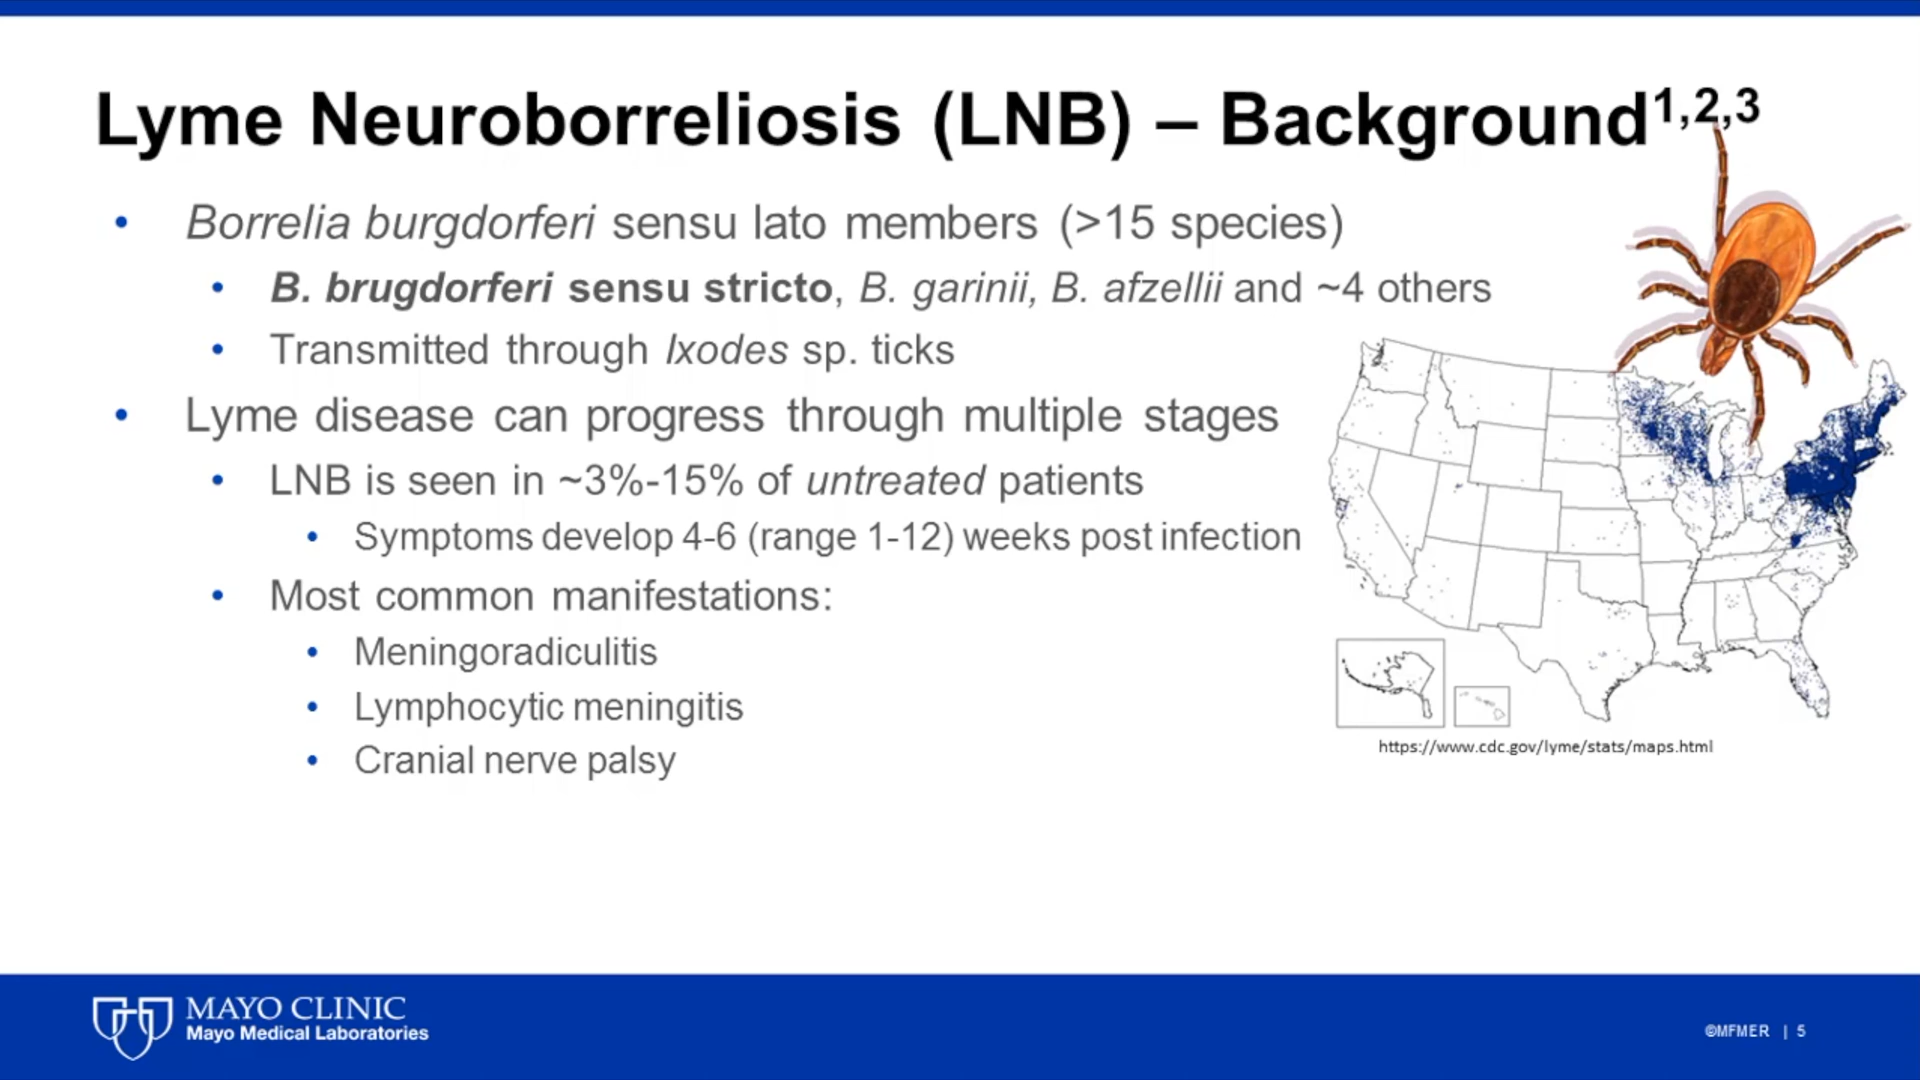 Lyme Neuroborreliosis (LNB) – Background1,2,3
• Borrelia burgdorferi sensu lato members (>15 species)
• B. brugdorferi sensu stricto, B. garinii, B. afzellii and ~4 others
• Transmitted through Ixodes sp. ticks
• Lyme disease can progress through multiple stages
• LNB is seen in ~3%-15% of untreated patients
• Symptoms develop 4-6 (range 1-12) weeks post infection
• Most common manifestations:
• Meningoradiculitis
• Lymphocytic meningitis
• Cranial nerve palsy
https://www.cdc.gov/lyme/stats/maps.html
MAYO CLINIC
Mayo Medical Laboratories
©MFMER | 5